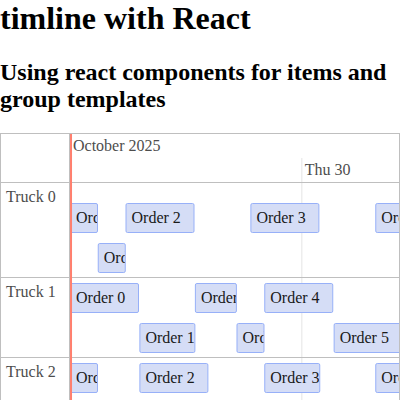 timline with React
Using react components for items and
group templates
October 2025
Thu 30
Truck 0
Ord
Order 2
Order 3
Or
Ord
Truck 1
Order 0
Order
Order 4
Order 1
Ord
Order 5
Truck 2
Ord
Order 2
Order 3
Or